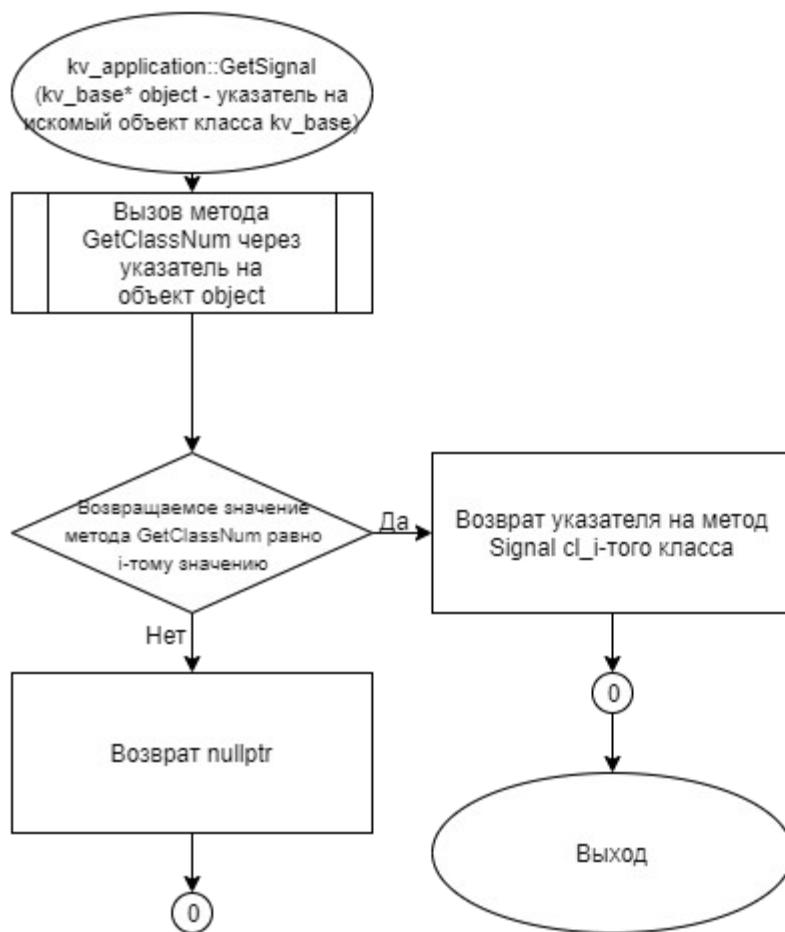 kv_application::GetSignal
(kv_base* object - указатель на
искомый объект класса kv_base)
Вызов метода
GetClassNum через
указатель на
объект object
Возвращаемое значение
метода GetClassNum равно
i-тому значению
Да
Возврат указателя на метод
Signal cl_i-того класса
Нет
Возврат nullptr
0
0
Выход